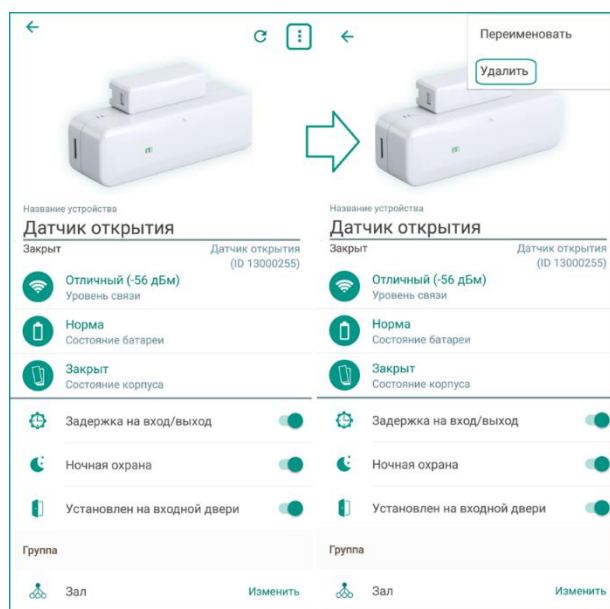 Название устройства
Датчик открытия
Закрыт
Датчик открытия
(ID 13000255)
Отличный (-56 дБм)
Уровень связи
Норма
Состояние батареи
Закрыт
Состояние корпуса
Задержка на вход/выход
Ночная охрана
Установлен на входной двери
Группа
Зал
Изменить
Переименовать
Удалить
Название устройства
Датчик открытия
Закрыт
Датчик открытия
(ID 13000255)
Отличный (-56 дБм)
Уровень связи
Норма
Состояние батареи
Закрыт
Состояние корпуса
Задержка на вход/выход
Ночная охрана
Установлен на входной двери
Группа
Зал
Изменить